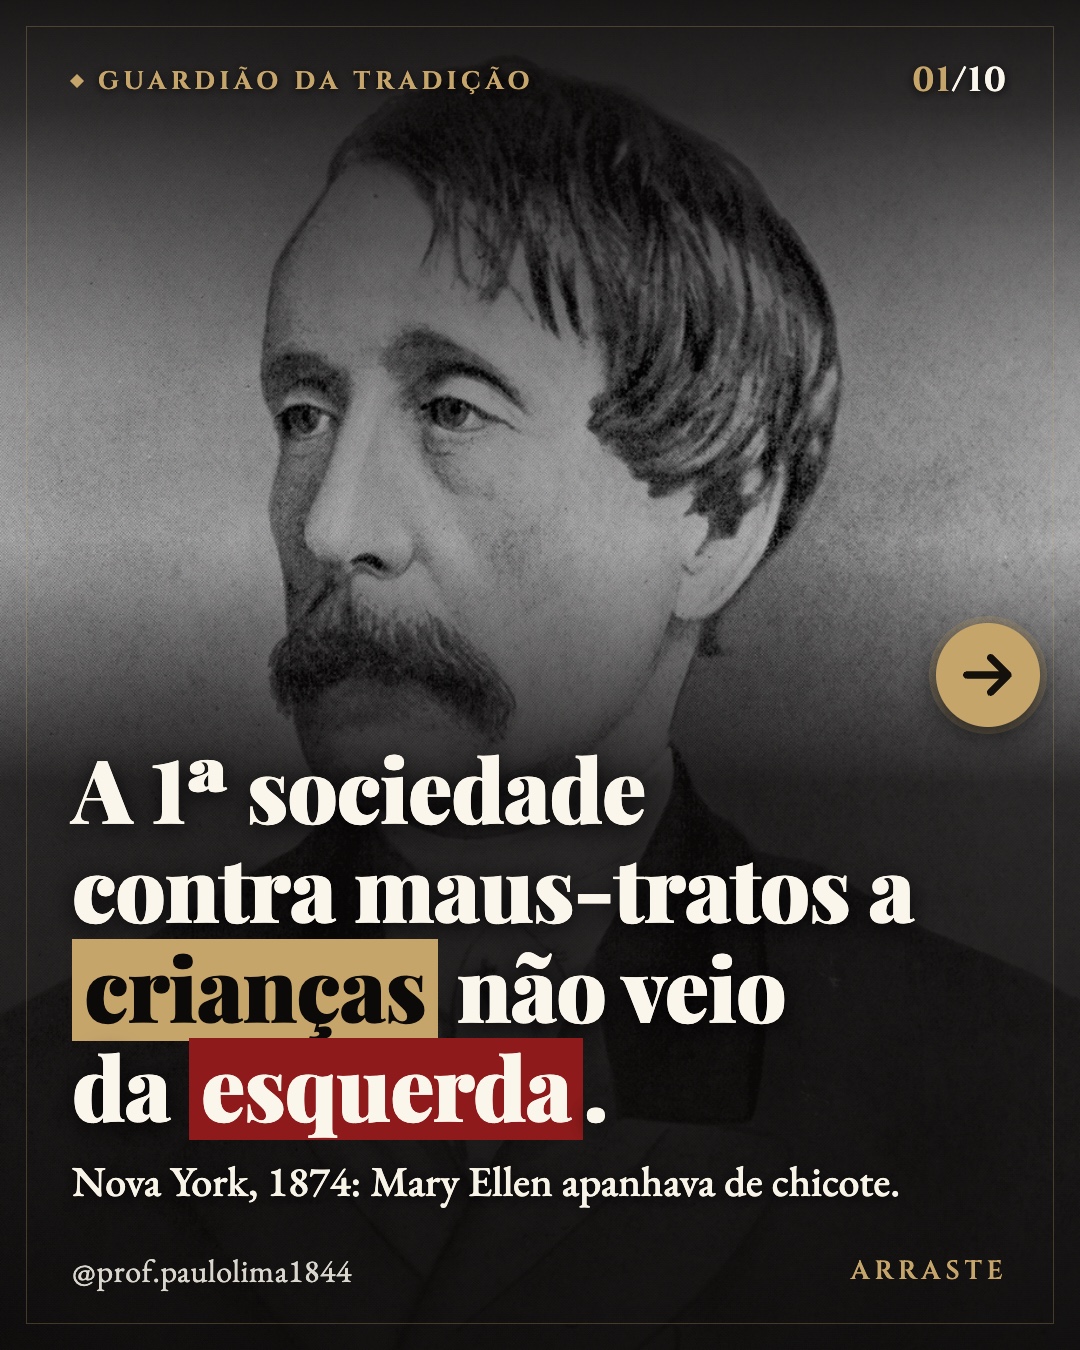 ◆ GUARDIÃO DA TRADIÇÃO
01/10
A 1ª sociedade
contra maus-tratos a
crianças não veio
da esquerda.
Nova York, 1874: Mary Ellen apanhava de chicote.
@prof.paulolima1844
ARRASTE